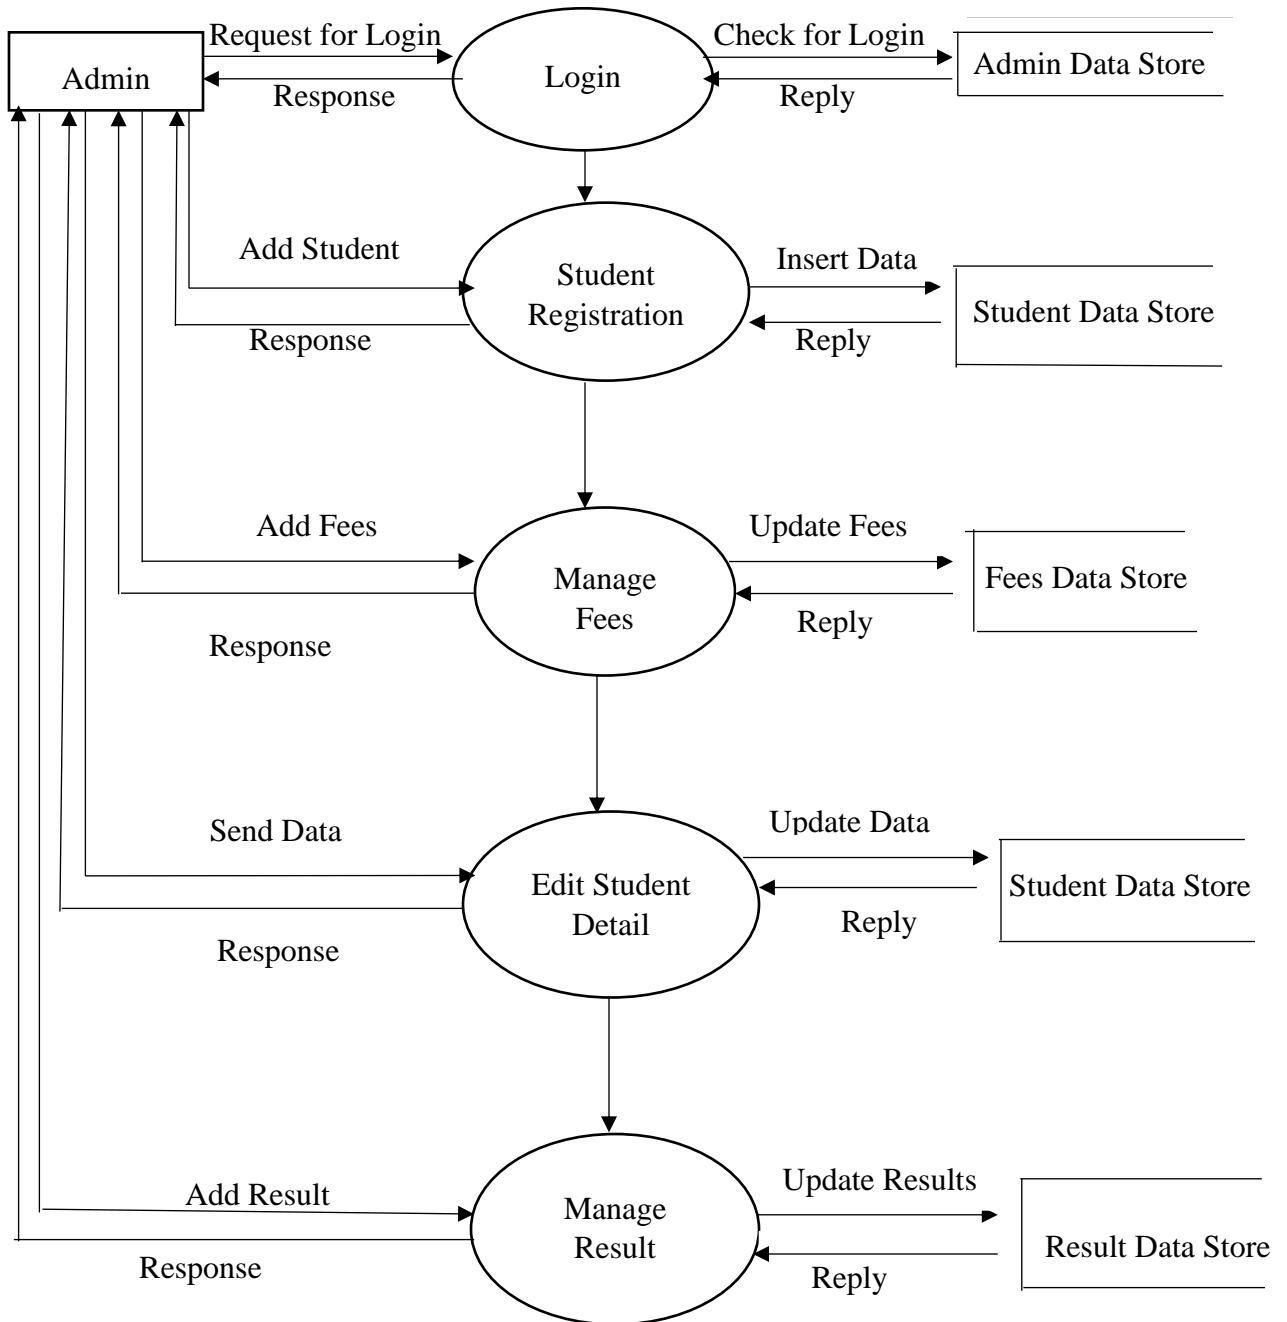 Request for Login
Check for Login
Admin
Login
Admin Data Store
Response
Reply
Add Student
Insert Data
Student
Registration
Student Data Store
Response
Reply
Add Fees
Update Fees
Manage
Fees
Fees Data Store
Response
Reply
Send Data
Update Data
Edit Student
Detail
Student Data Store
Response
Reply
Add Result
Update Results
Manage
Result
Result Data Store
Response
Reply